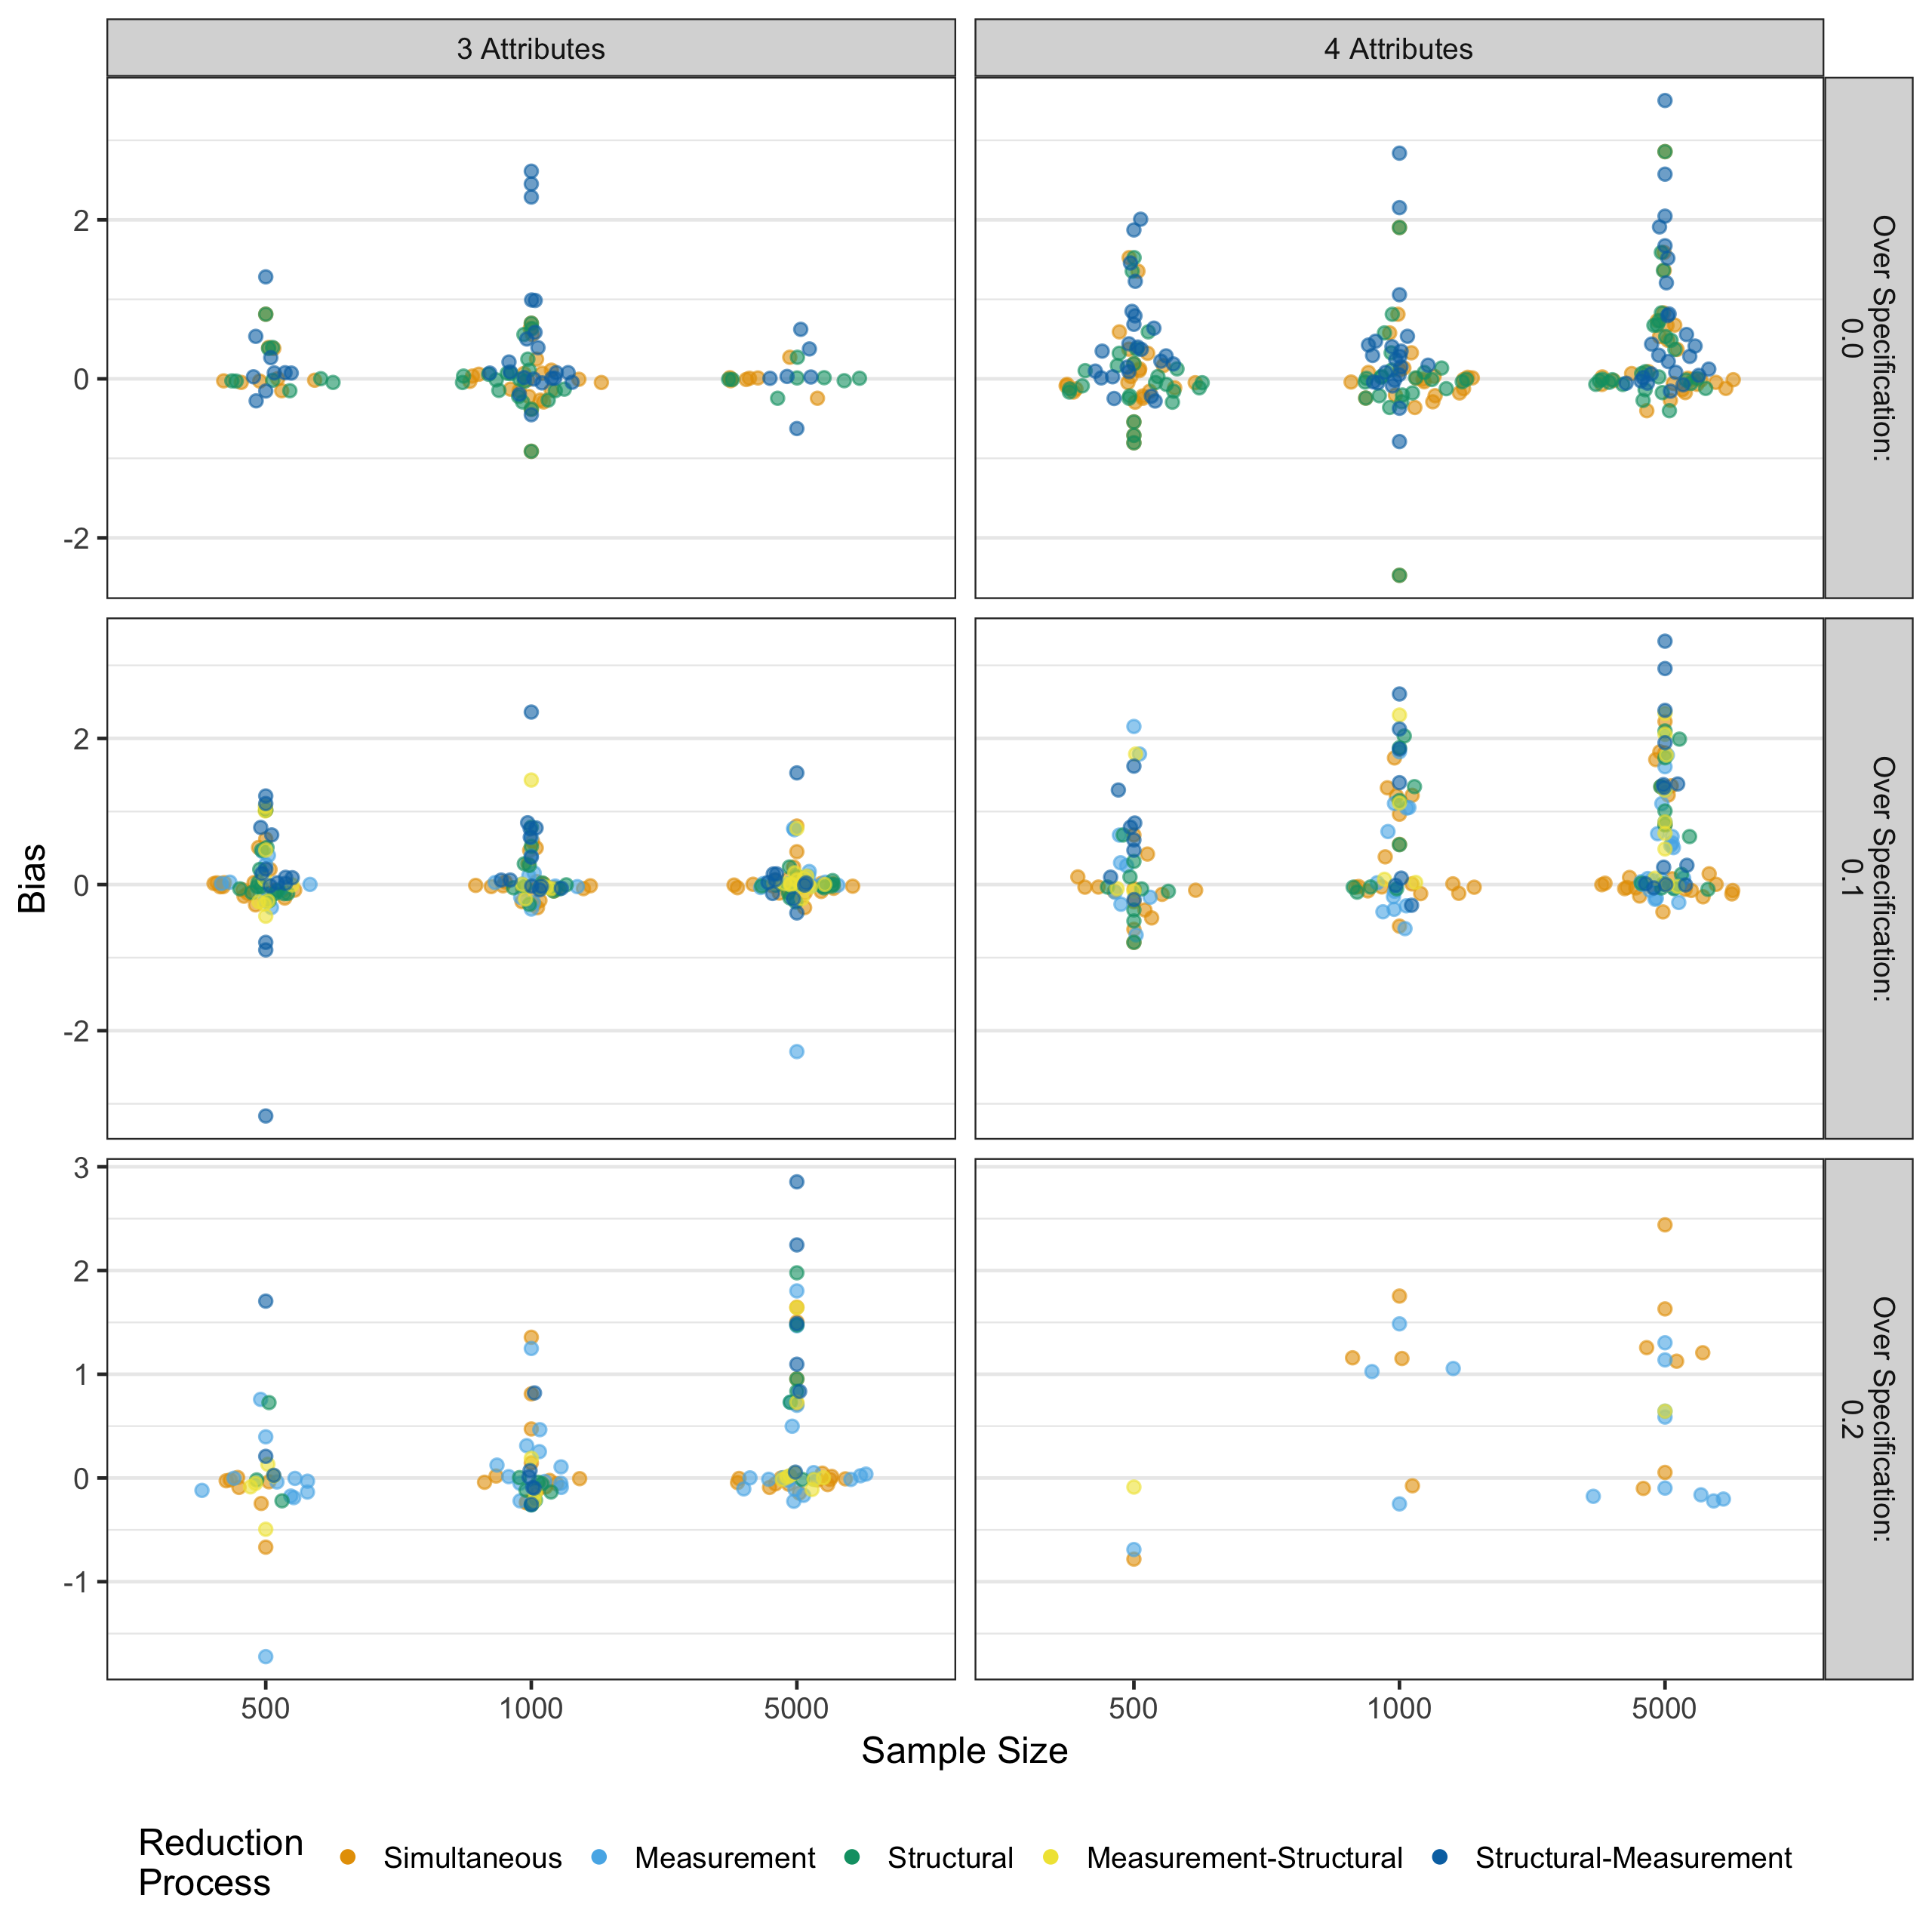 3 Attributes
4 Attributes
2
0
-2
Over Specification:
0.0
2
0
-2
Over Specification:
0.1
3
2
1
0
-1
Over Specification:
0.2
Bias
500
1000
5000
500
1000
5000
Sample Size
Reduction
Process
Simultaneous
Measurement
Structural
Measurement-Structural
Structural-Measurement